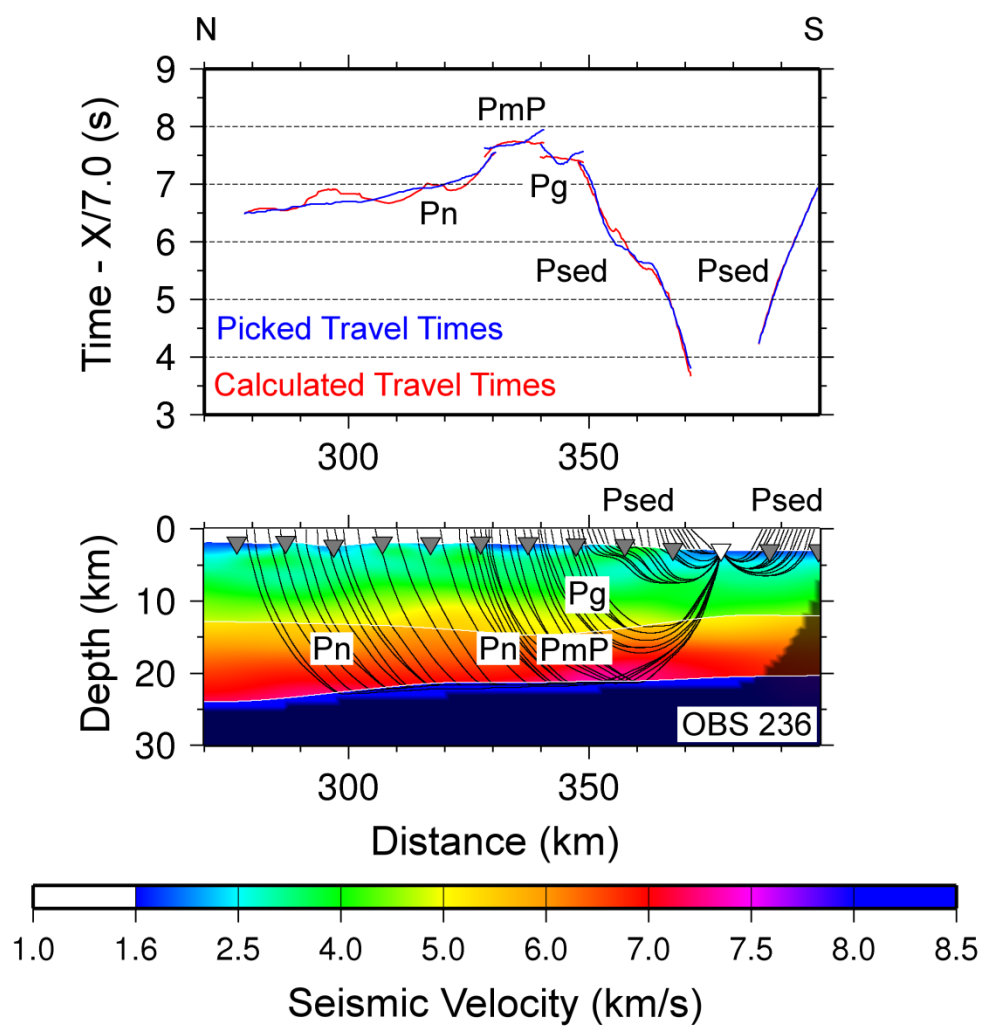 N S
9
8
7
6
5
4
3
Time - X/7.0 (s)
PmP
Pn
Pg
Psed Psed
Picked Travel Times
Calculated Travel Times
300 350
Psed Psed
0
10
20
30
Depth (km)
Pg
Pn Pn PmP
OBS 236
300 350
Distance (km)
1.0 1.6 2.5 4.0 5.0 6.0 7.0 7.5 8.0 8.5
Seismic Velocity (km/s)